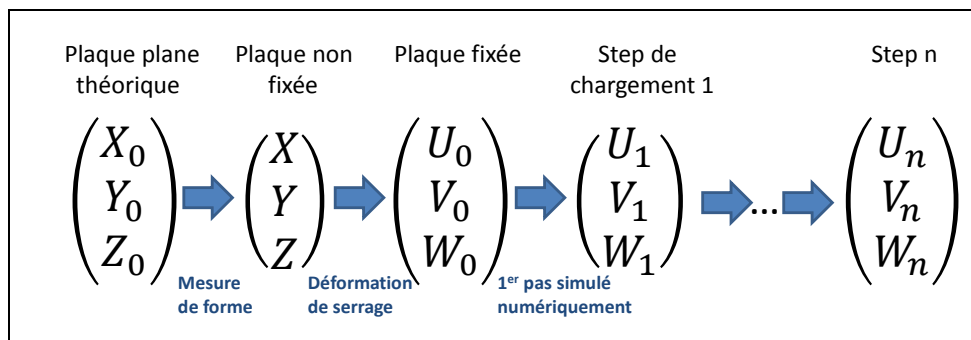 Plaque plane théorique
Plaque non fixée
Plaque fixée
Step de chargement 1
Step n
X₀ Y₀ Z₀
X Y Z
U₀ V₀ W₀
U₁ V₁ W₁
...
Uₙ Vₙ Wₙ
Mesure de forme
Déformation de serrage
1er pas simulé numériquement